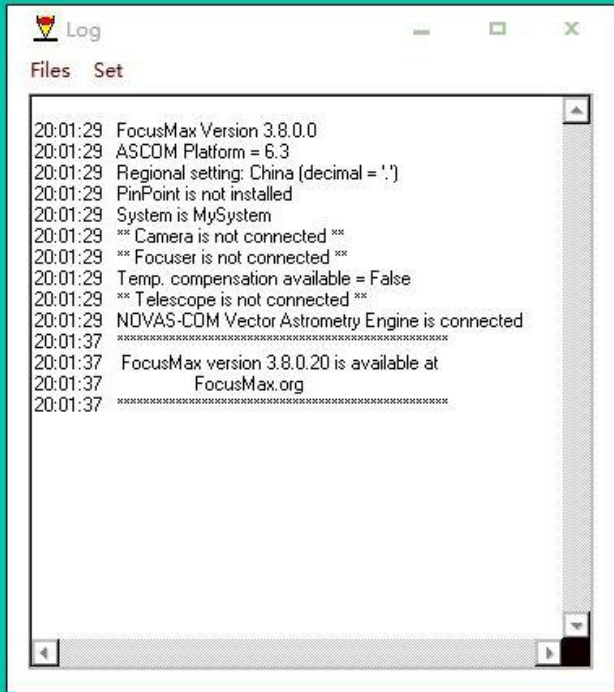 Log
Files Set
20:01:29 FocusMax Version 3.8.0.0
20:01:29 ASCOM Platform = 6.3
20:01:29 Regional setting: China (decimal = '.')
20:01:29 PinPoint is not installed
20:01:29 System is MySystem
20:01:29 ** Camera is not connected **
20:01:29 ** Focuser is not connected **
20:01:29 Temp. compensation available = False
20:01:29 ** Telescope is not connected **
20:01:29 NOVAS-COM Vector Astrometry Engine is connected
20:01:37 **************************************************
20:01:37 FocusMax version 3.8.0.20 is available at
20:01:37 FocusMax.org
20:01:37 **************************************************